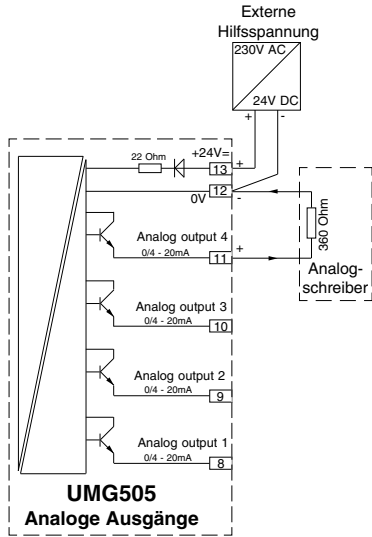 Externe
Hilfsspannung
230V AC
24V DC
+ -
22 Ohm
+24V=
+
13
12
0V
-
360 Ohm
Analog output 4
+
0/4 - 20mA
11
Analog-
schreiber
Analog output 3
0/4 - 20mA
10
Analog output 2
0/4 - 20mA
9
Analog output 1
0/4 - 20mA
8
UMG505
Analoge Ausgänge